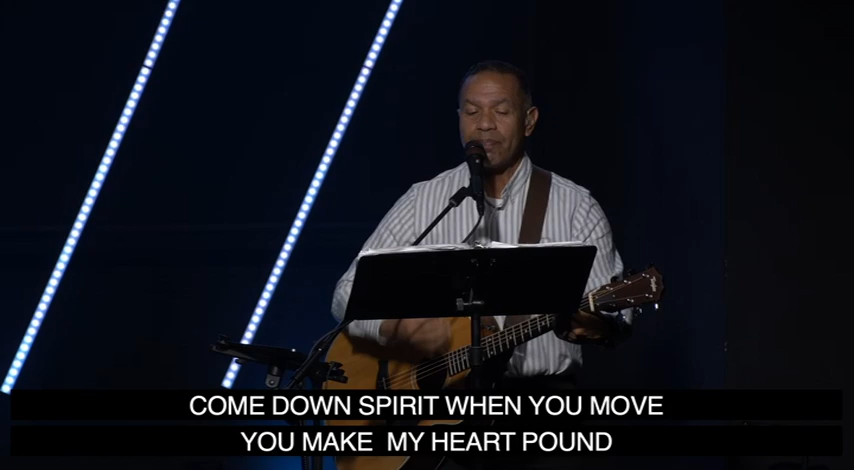 COME DOWN SPIRIT WHEN YOU MOVE
YOU MAKE  MY HEART POUND